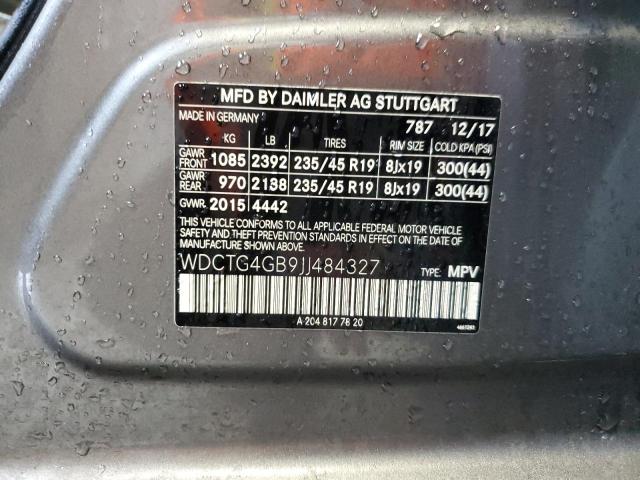 MFD BY DAIMLER AG STUTTGART
MADE IN GERMANY 787 12/17
KG LB TIRES RIM SIZE COLD KPA (PSI)
GAWR FRONT 1085 2392 235/45 R19 8Jx19 300(44)
GAWR REAR 970 2138 235/45 R19 8Jx19 300(44)
GVWR 2015 4442
THIS VEHICLE CONFORMS TO ALL APPLICABLE FEDERAL MOTOR VEHICLE
SAFETY AND THEFT PREVENTION STANDARDS IN EFFECT ON THE DATE
OF MANUFACTURE SHOWN ABOVE.
WDCTG4GB9JJ484327 TYPE: MPV
A 204 817 78 20